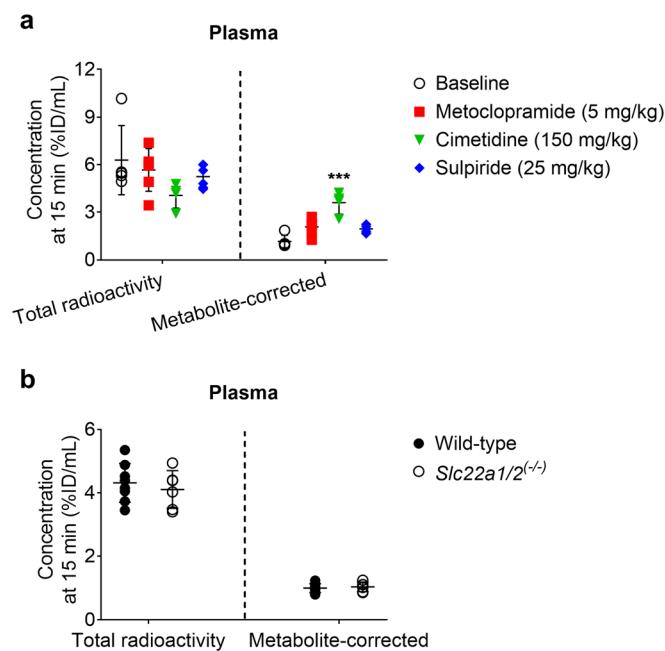 a
Plasma
Concentration
at 15 min (%ID/mL)
12
9
6
3
0
Total radioactivity
Metabolite-corrected
***
Baseline
Metoclopramide (5 mg/kg)
Cimetidine (150 mg/kg)
Sulpiride (25 mg/kg)
b
Plasma
Concentration
at 15 min (%ID/mL)
6
4
2
0
Total radioactivity
Metabolite-corrected
Wild-type
Slc22a1/2(-/-)